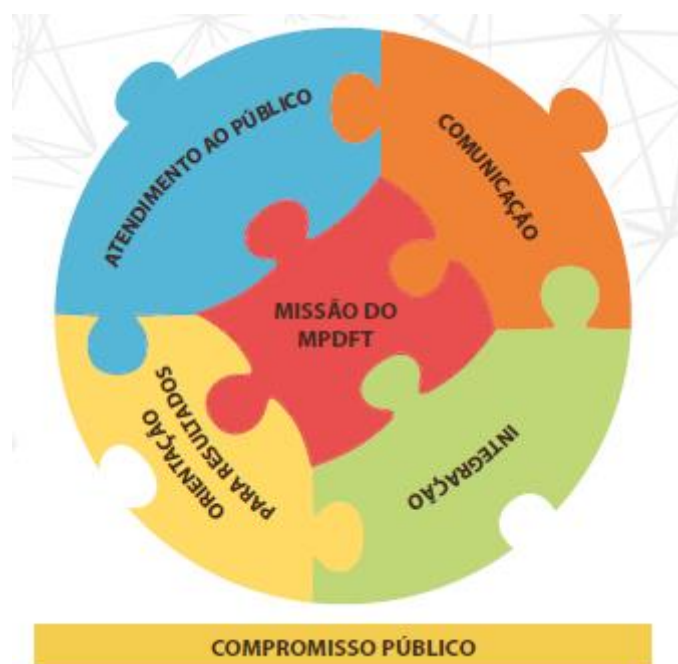 ATENDIMENTO AO PÚBLICO
COMUNICAÇÃO
MISSÃO DO
MPDFT
ORIENTAÇÃO
PARA RESULTADOS
INTEGRAÇÃO
COMPROMISSO PÚBLICO